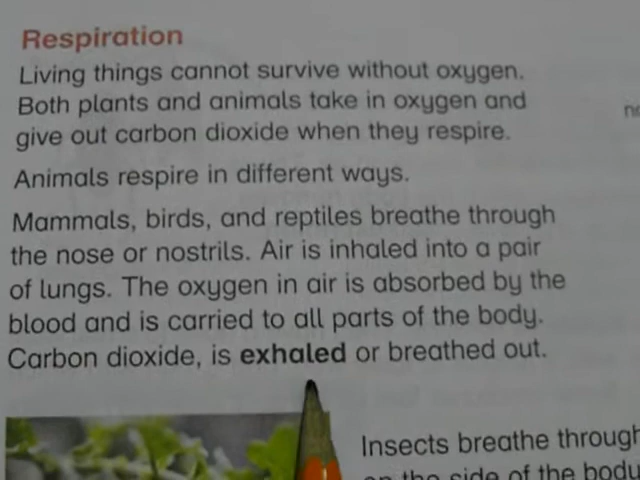 Respiration
Living things cannot survive without oxygen.
Both plants and animals take in oxygen and
give out carbon dioxide when they respire.
Animals respire in different ways.
Mammals, birds, and reptiles breathe through
the nose or nostrils. Air is inhaled into a pair
of lungs. The oxygen in air is absorbed by the
blood and is carried to all parts of the body.
Carbon dioxide, is exhaled or breathed out.
Insects breathe through
on the side of the body